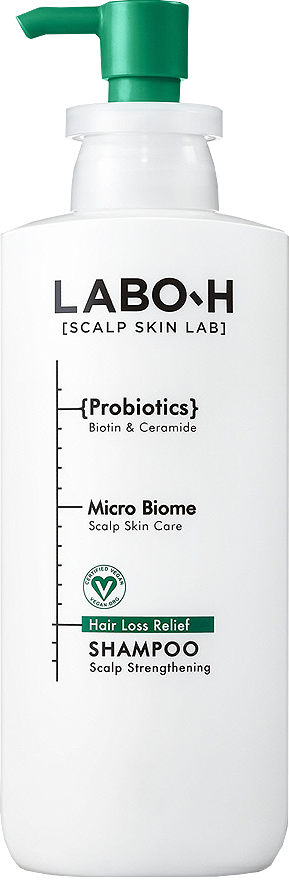 LABO-H
[SCALP SKIN LAB]
{Probiotics}
Biotin & Ceramide
Micro Biome
Scalp Skin Care
CERTIFIED VEGAN
VEGAN.ORG
Hair Loss Relief
SHAMPOO
Scalp Strengthening